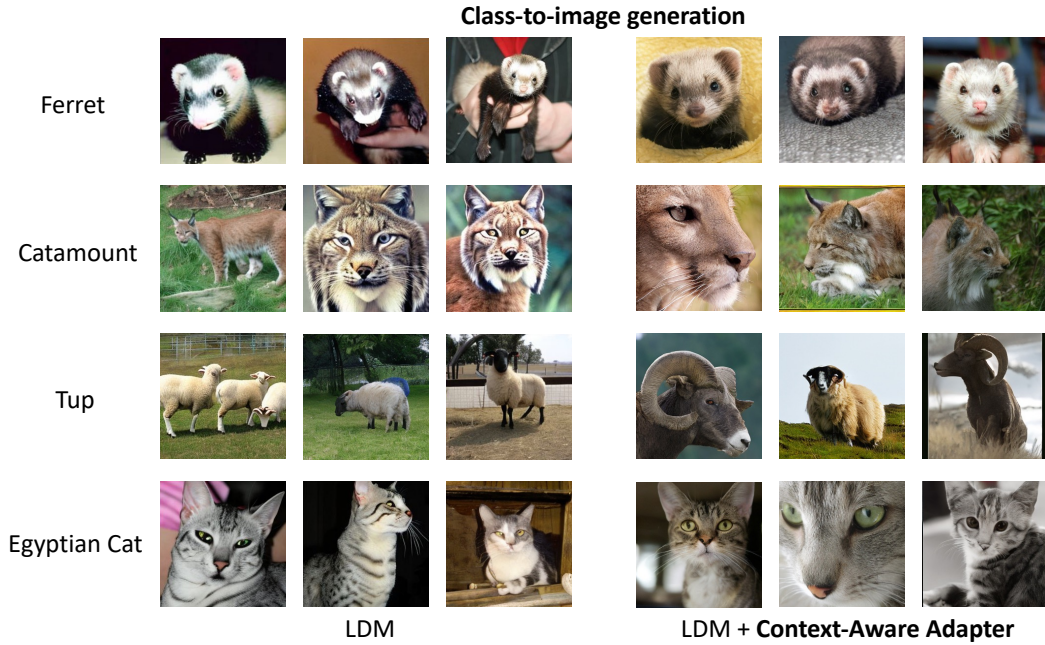 Class-to-image generation
Ferret
Catamount
Tup
Egyptian Cat
LDM
LDM + Context-Aware Adapter